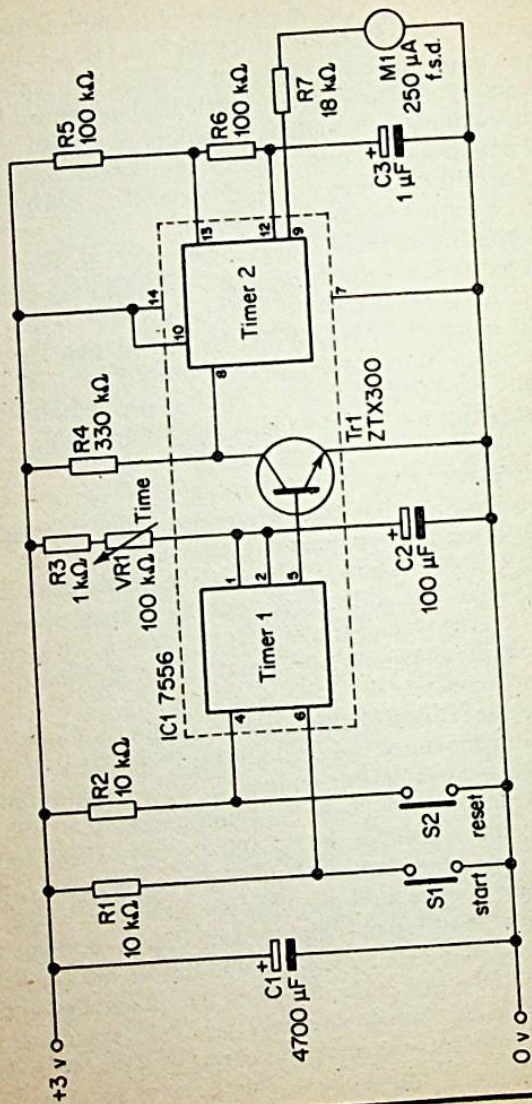 +3 v
0 v
C1
+
4700 µF
R1
10 kΩ
R2
10 kΩ
S1
start
S2
reset
IC1 7556
Timer 1
4
6
1
2
5
R3
1 kΩ
VR1
100 kΩ
Time
C2
+
100 µF
R4
330 kΩ
Tr1
ZTX300
Timer 2
8
10
14
13
12
9
7
R5
100 kΩ
R6
100 kΩ
C3
+
1 µF
R7
18 kΩ
M1
250 µA
f.s.d.